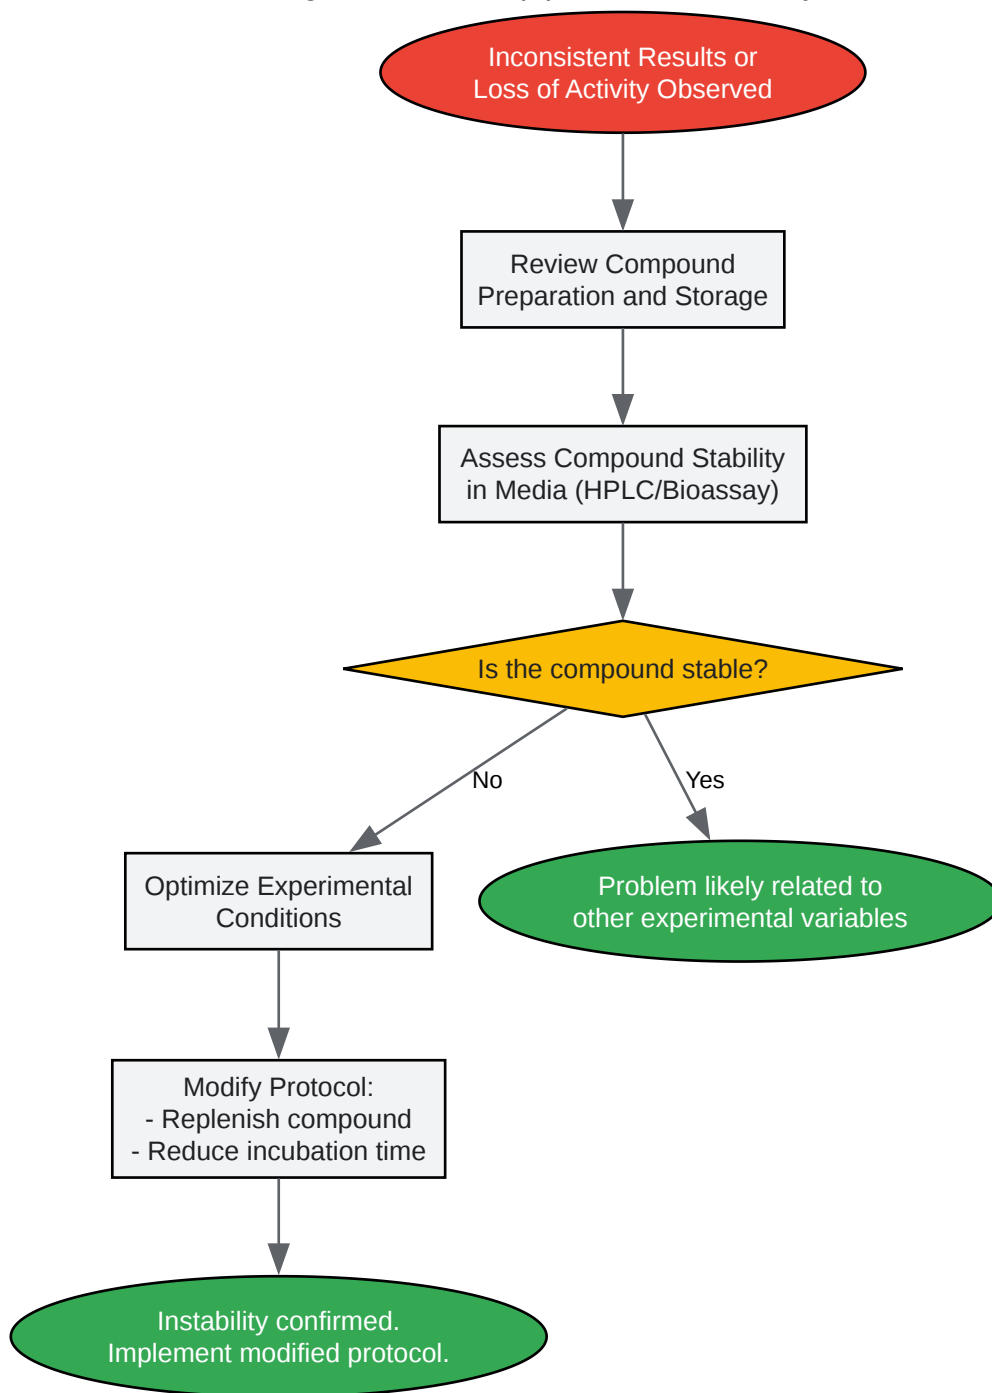 Inconsistent Results or
Loss of Activity Observed
Review Compound
Preparation and Storage
Assess Compound Stability
in Media (HPLC/Bioassay)
Is the compound stable?
No
Yes
Optimize Experimental
Conditions
Problem likely related to
other experimental variables
Modify Protocol:
- Replenish compound
- Reduce incubation time
Instability confirmed.
Implement modified protocol.